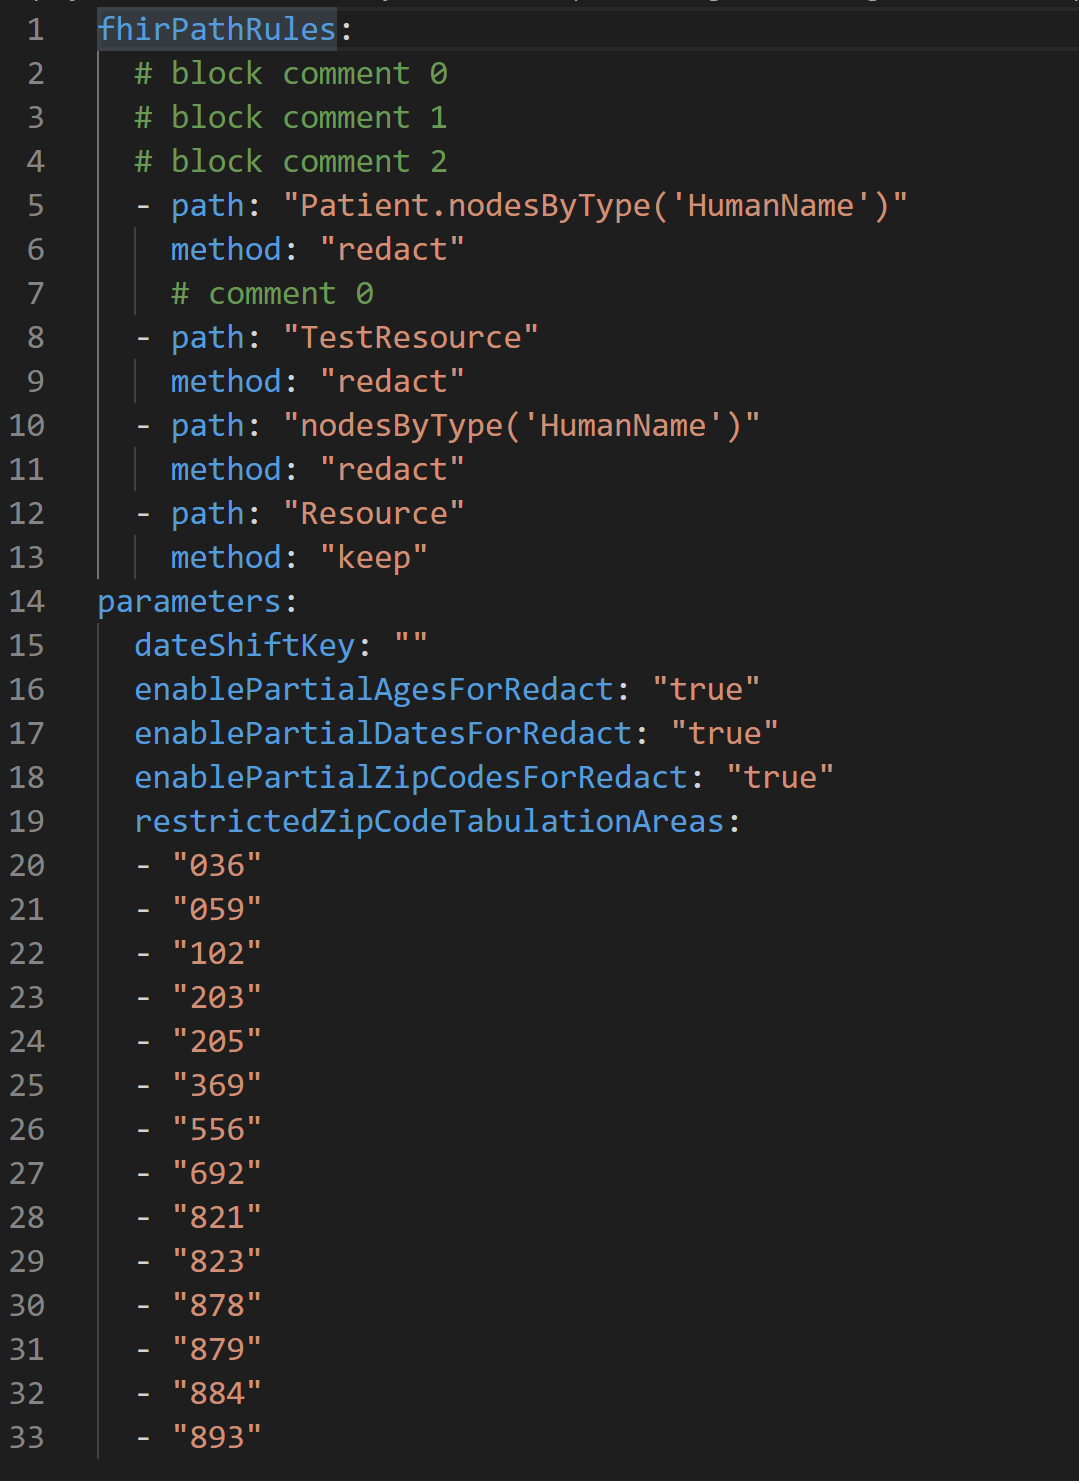 1 fhirPathRules:
2 # block comment 0
3 # block comment 1
4 # block comment 2
5 - path: "Patient.nodesByType('HumanName')"
6 method: "redact"
7 # comment 0
8 - path: "TestResource"
9 method: "redact"
10 - path: "nodesByType('HumanName')"
11 method: "redact"
12 - path: "Resource"
13 method: "keep"
14 parameters:
15 dateShiftKey: ""
16 enablePartialAgesForRedact: "true"
17 enablePartialDatesForRedact: "true"
18 enablePartialZipCodesForRedact: "true"
19 restrictedZipCodeTabulationAreas:
20 - "036"
21 - "059"
22 - "102"
23 - "203"
24 - "205"
25 - "369"
26 - "556"
27 - "692"
28 - "821"
29 - "823"
30 - "878"
31 - "879"
32 - "884"
33 - "893"